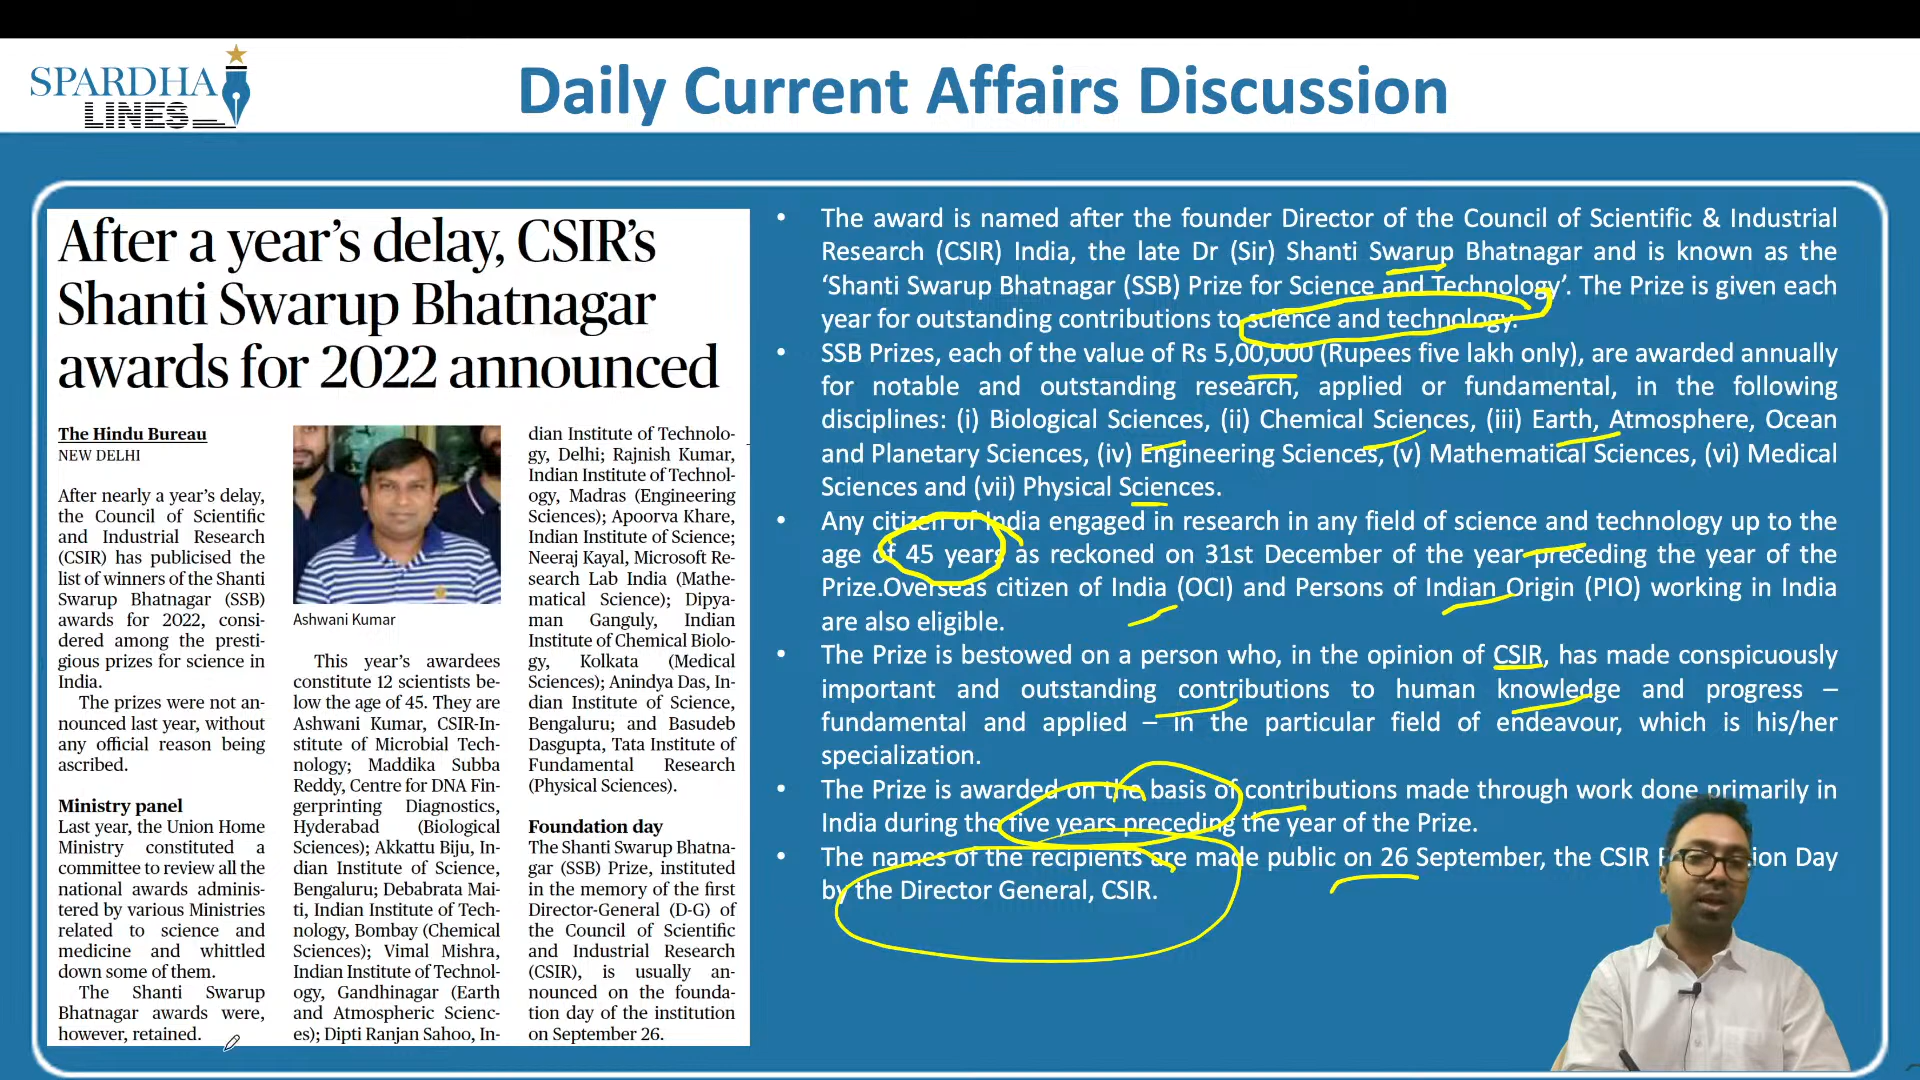 SPARDHA
LINES
Daily Current Affairs Discussion
After a year’s delay, CSIR’s
Shanti Swarup Bhatnagar
awards for 2022 announced
The Hindu Bureau
NEW DELHI
After nearly a year’s delay,
the Council of Scientific
and Industrial Research
(CSIR) has publicised the
list of winners of the Shanti
Swarup Bhatnagar (SSB)
awards for 2022, consi-
dered among the presti-
gious prizes for science in
India.
The prizes were not an-
nounced last year, without
any official reason being
ascribed.
Ministry panel
Last year, the Union Home
Ministry constituted a
committee to review all the
national awards adminis-
tered by various Ministries
related to science and
medicine and whittled
down some of them.
The Shanti Swarup
Bhatnagar awards were,
however, retained.
Ashwani Kumar
This year’s awardees
constitute 12 scientists be-
low the age of 45. They are
Ashwani Kumar, CSIR-In-
stitute of Microbial Tech-
nology; Maddika Subba
Reddy, Centre for DNA Fin-
gerprinting Diagnostics,
Hyderabad (Biological
Sciences); Akkattu Biju, In-
dian Institute of Science,
Bengaluru; Debabrata Mai-
ti, Indian Institute of Tech-
nology, Bombay (Chemical
Sciences); Vimal Mishra,
Indian Institute of Technol-
ogy, Gandhinagar (Earth
and Atmospheric Scienc-
es); Dipti Ranjan Sahoo, In-
dian Institute of Technolo-
gy, Delhi; Rajnish Kumar,
Indian Institute of Technol-
ogy, Madras (Engineering
Sciences); Apoorva Khare,
Indian Institute of Science;
Neeraj Kayal, Microsoft Re-
search Lab India (Mathe-
matical Science); Dipya-
man Ganguly, Indian
Institute of Chemical Biolo-
gy, Kolkata (Medical
Sciences); Anindya Das, In-
dian Institute of Science,
Bengaluru; and Basudeb
Dasgupta, Tata Institute of
Fundamental Research
(Physical Sciences).
Foundation day
The Shanti Swarup Bhatna-
gar (SSB) Prize, instituted
in the memory of the first
Director-General (D-G) of
the Council of Scientific
and Industrial Research
(CSIR), is usually an-
nounced on the founda-
tion day of the institution
on September 26.
• The award is named after the founder Director of the Council of Scientific & Industrial
Research (CSIR) India, the late Dr (Sir) Shanti Swarup Bhatnagar and is known as the
‘Shanti Swarup Bhatnagar (SSB) Prize for Science and Technology’. The Prize is given each
year for outstanding contributions to science and technology.
• SSB Prizes, each of the value of Rs 5,00,000 (Rupees five lakh only), are awarded annually
for notable and outstanding research, applied or fundamental, in the following
disciplines: (i) Biological Sciences, (ii) Chemical Sciences, (iii) Earth, Atmosphere, Ocean
and Planetary Sciences, (iv) Engineering Sciences, (v) Mathematical Sciences, (vi) Medical
Sciences and (vii) Physical Sciences.
• Any citizen of India engaged in research in any field of science and technology up to the
age of 45 years as reckoned on 31st December of the year preceding the year of the
Prize.Overseas citizen of India (OCI) and Persons of Indian Origin (PIO) working in India
are also eligible.
• The Prize is bestowed on a person who, in the opinion of CSIR, has made conspicuously
important and outstanding contributions to human knowledge and progress –
fundamental and applied – in the particular field of endeavour, which is his/her
specialization.
• The Prize is awarded on the basis of contributions made through work done primarily in
India during the five years preceding the year of the Prize.
• The names of the recipients are made public on 26 September, the CSIR Day
by the Director General, CSIR.